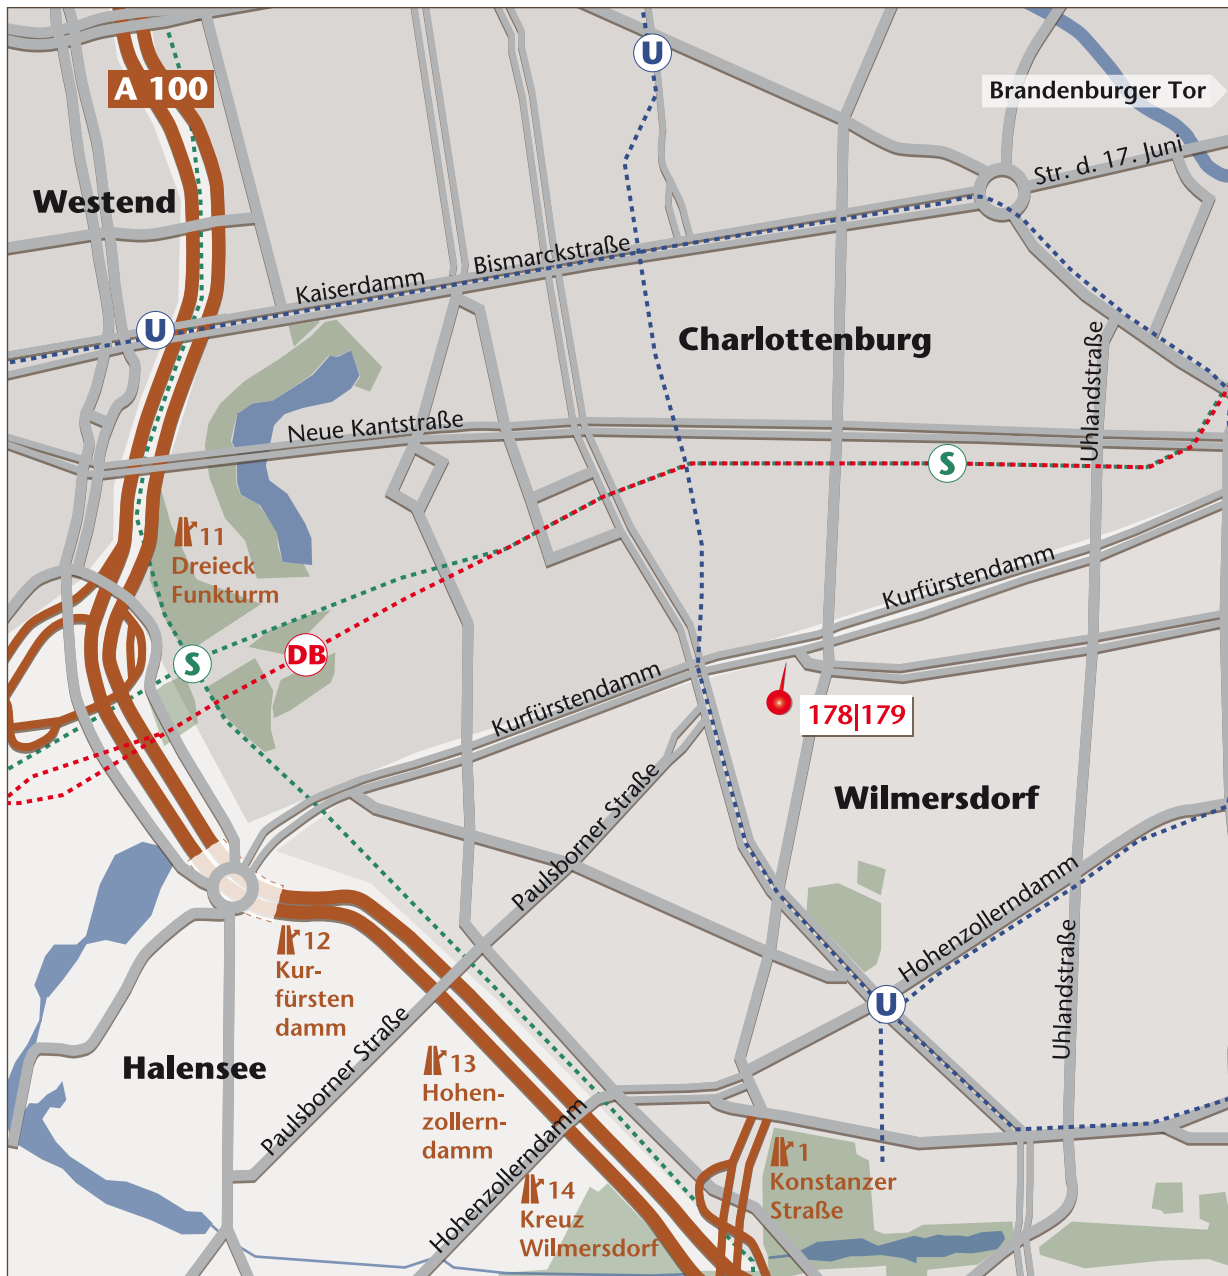 U
A 100
Brandenburger Tor
Str. d. 17. Juni
Westend
Bismarckstraße
Kaiserdamm
U
Charlottenburg
Uhlandstraße
Neue Kantstraße
S
11
Dreieck
Funkturm
Kurfürstendamm
S
DB
Kurfürstendamm
178|179
Paulsborner Straße
Wilmersdorf
Hohenzollerndamm
12
Kur-
fürsten
damm
U
Uhlandstraße
Halensee
Paulsborner Straße
13
Hohen-
zollern-
damm
Hohenzollerndamm
1
Konstanzer
Straße
14
Kreuz
Wilmersdorf